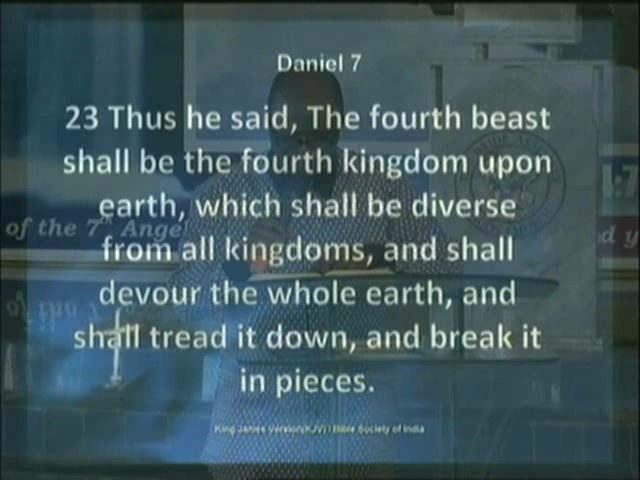 Daniel 7
23 Thus he said, The fourth beast
shall be the fourth kingdom upon
earth, which shall be diverse
from all kingdoms, and shall
devour the whole earth, and
shall tread it down, and break it
in pieces.
King James Version(KJV) / Bible Society of India
of the 7th Ange